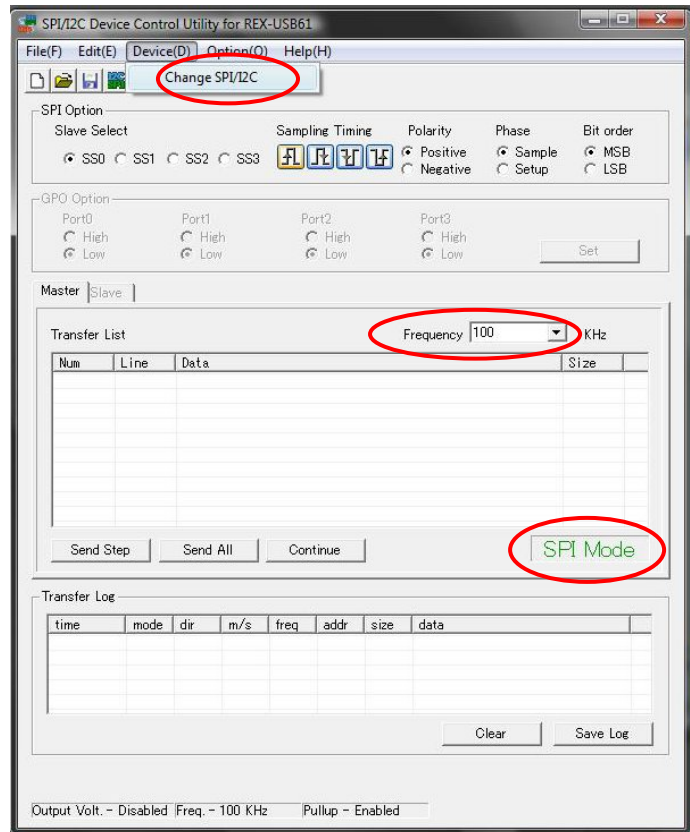 SPI/I2C Device Control Utility for REX-USB61
File(F) Edit(E) Device(D) Option(O) Help(H)
Change SPI/I2C
SPI Option
Slave Select Sampling Timing Polarity Phase Bit order
SS0 SS1 SS2 SS3 Positive Sample MSB
Negative Setup LSB
GPO Option
Port0 Port1 Port2 Port3
High High High High
Low Low Low Low Set
Master Slave
Transfer List Frequency 100 KHz
Num Line Data Size
Send Step Send All Continue SPI Mode
Transfer Log
time mode dir m/s freq addr size data
Clear Save Log
Output Volt. - Disabled Freq. - 100 KHz Pullup - Enabled